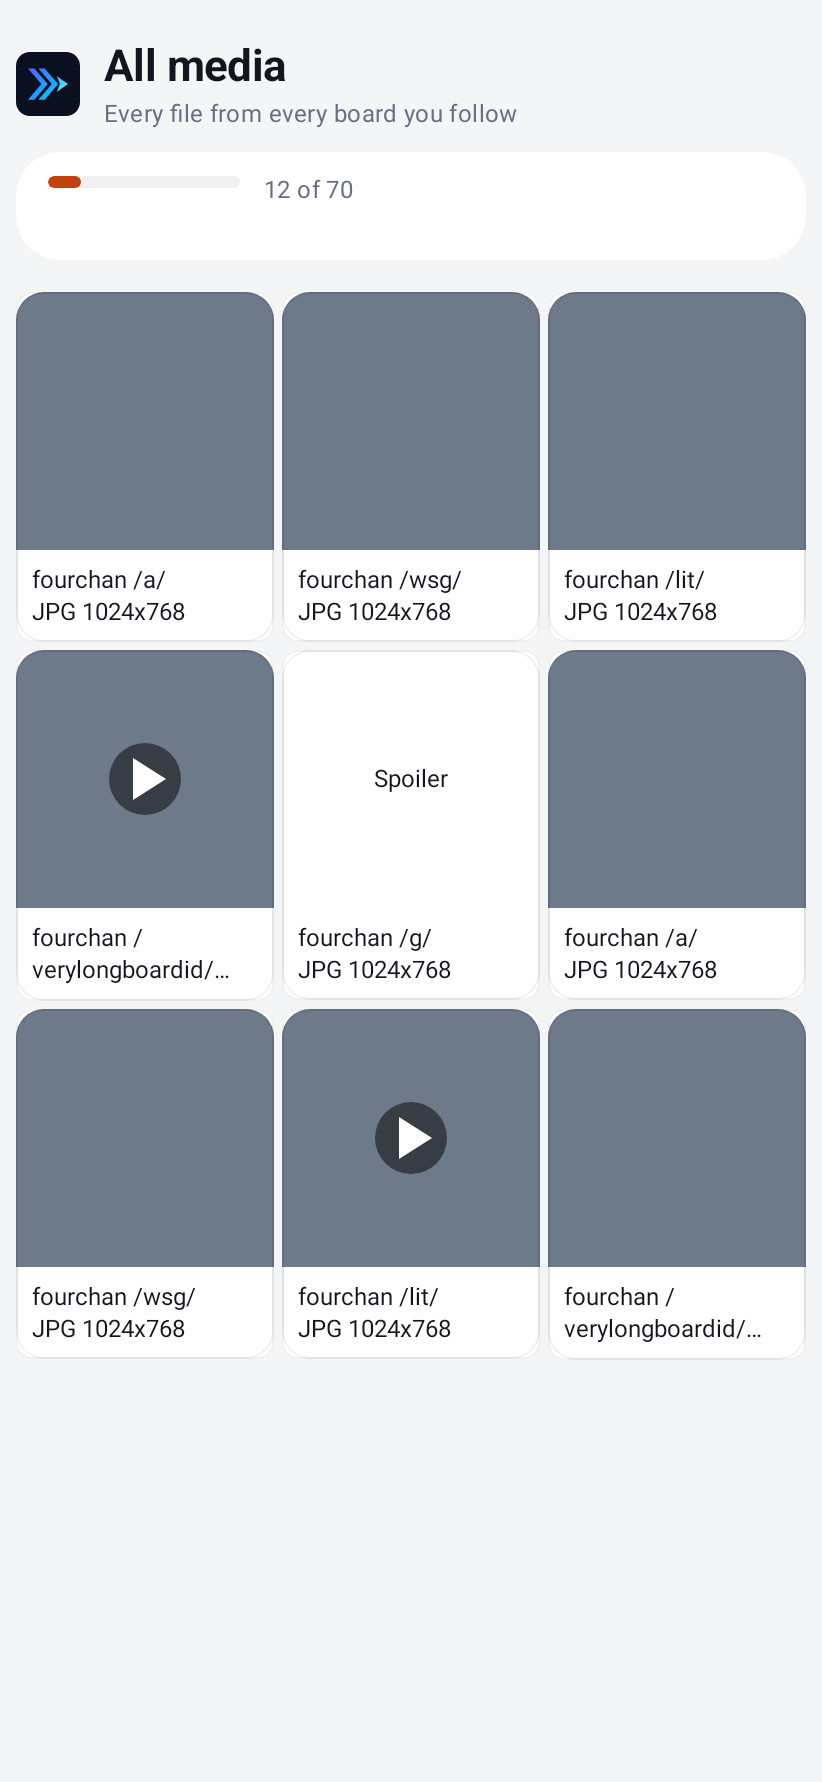 All media
Every file from every board you follow
12 of 70
fourchan /a/
JPG 1024x768
fourchan /wsg/
JPG 1024x768
fourchan /lit/
JPG 1024x768
fourchan /
verylongboardid/…
Spoiler
fourchan /g/
JPG 1024x768
fourchan /a/
JPG 1024x768
fourchan /wsg/
JPG 1024x768
fourchan /lit/
JPG 1024x768
fourchan /
verylongboardid/…